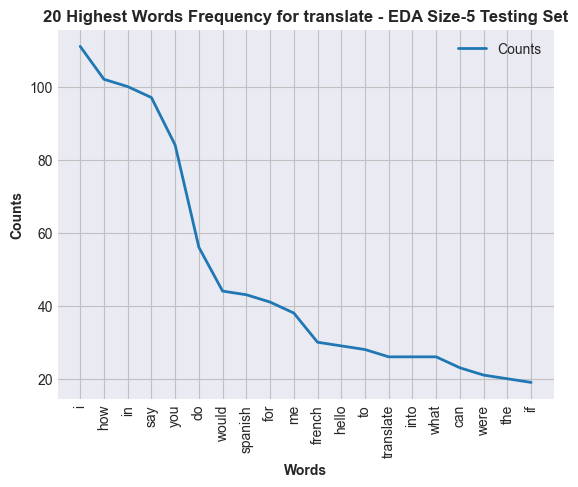 20 Highest Words Frequency for translate - EDA Size-5 Testing Set
Counts
100
80
60
40
20
Counts
i
how
in
say
you
do
would
spanish
for
me
french
hello
to
translate
into
what
can
were
the
if
Words